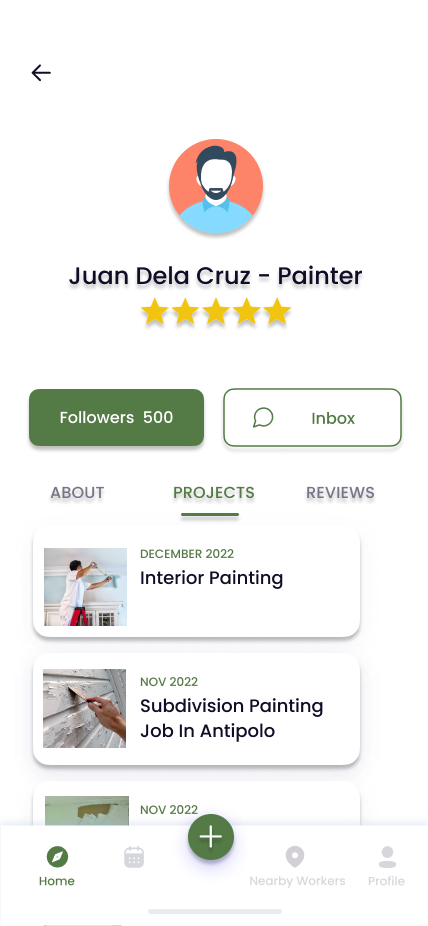 Juan Dela Cruz - Painter
Followers 500
Inbox
ABOUT
PROJECTS
REVIEWS
DECEMBER 2022
Interior Painting
NOV 2022
Subdivision Painting
Job In Antipolo
NOV 2022
Home
Nearby Workers
Profile